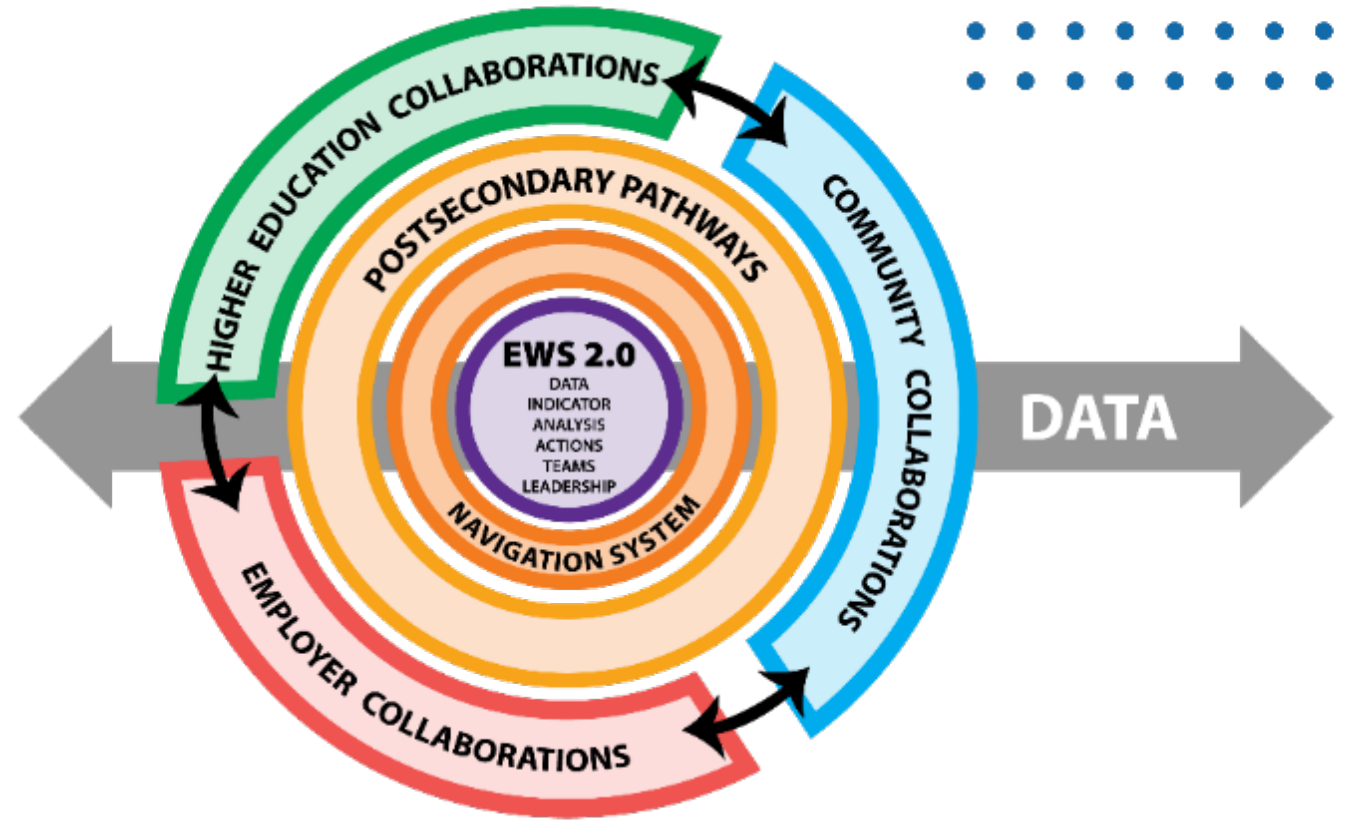 HIGHER EDUCATION COLLABORATIONS
COMMUNITY COLLABORATIONS
POSTSECONDARY PATHWAYS
EWS 2.0
DATA
INDICATOR
ANALYSIS
ACTIONS
TEAMS
LEADERSHIP
NAVIGATION SYSTEM
DATA
EMPLOYER COLLABORATIONS